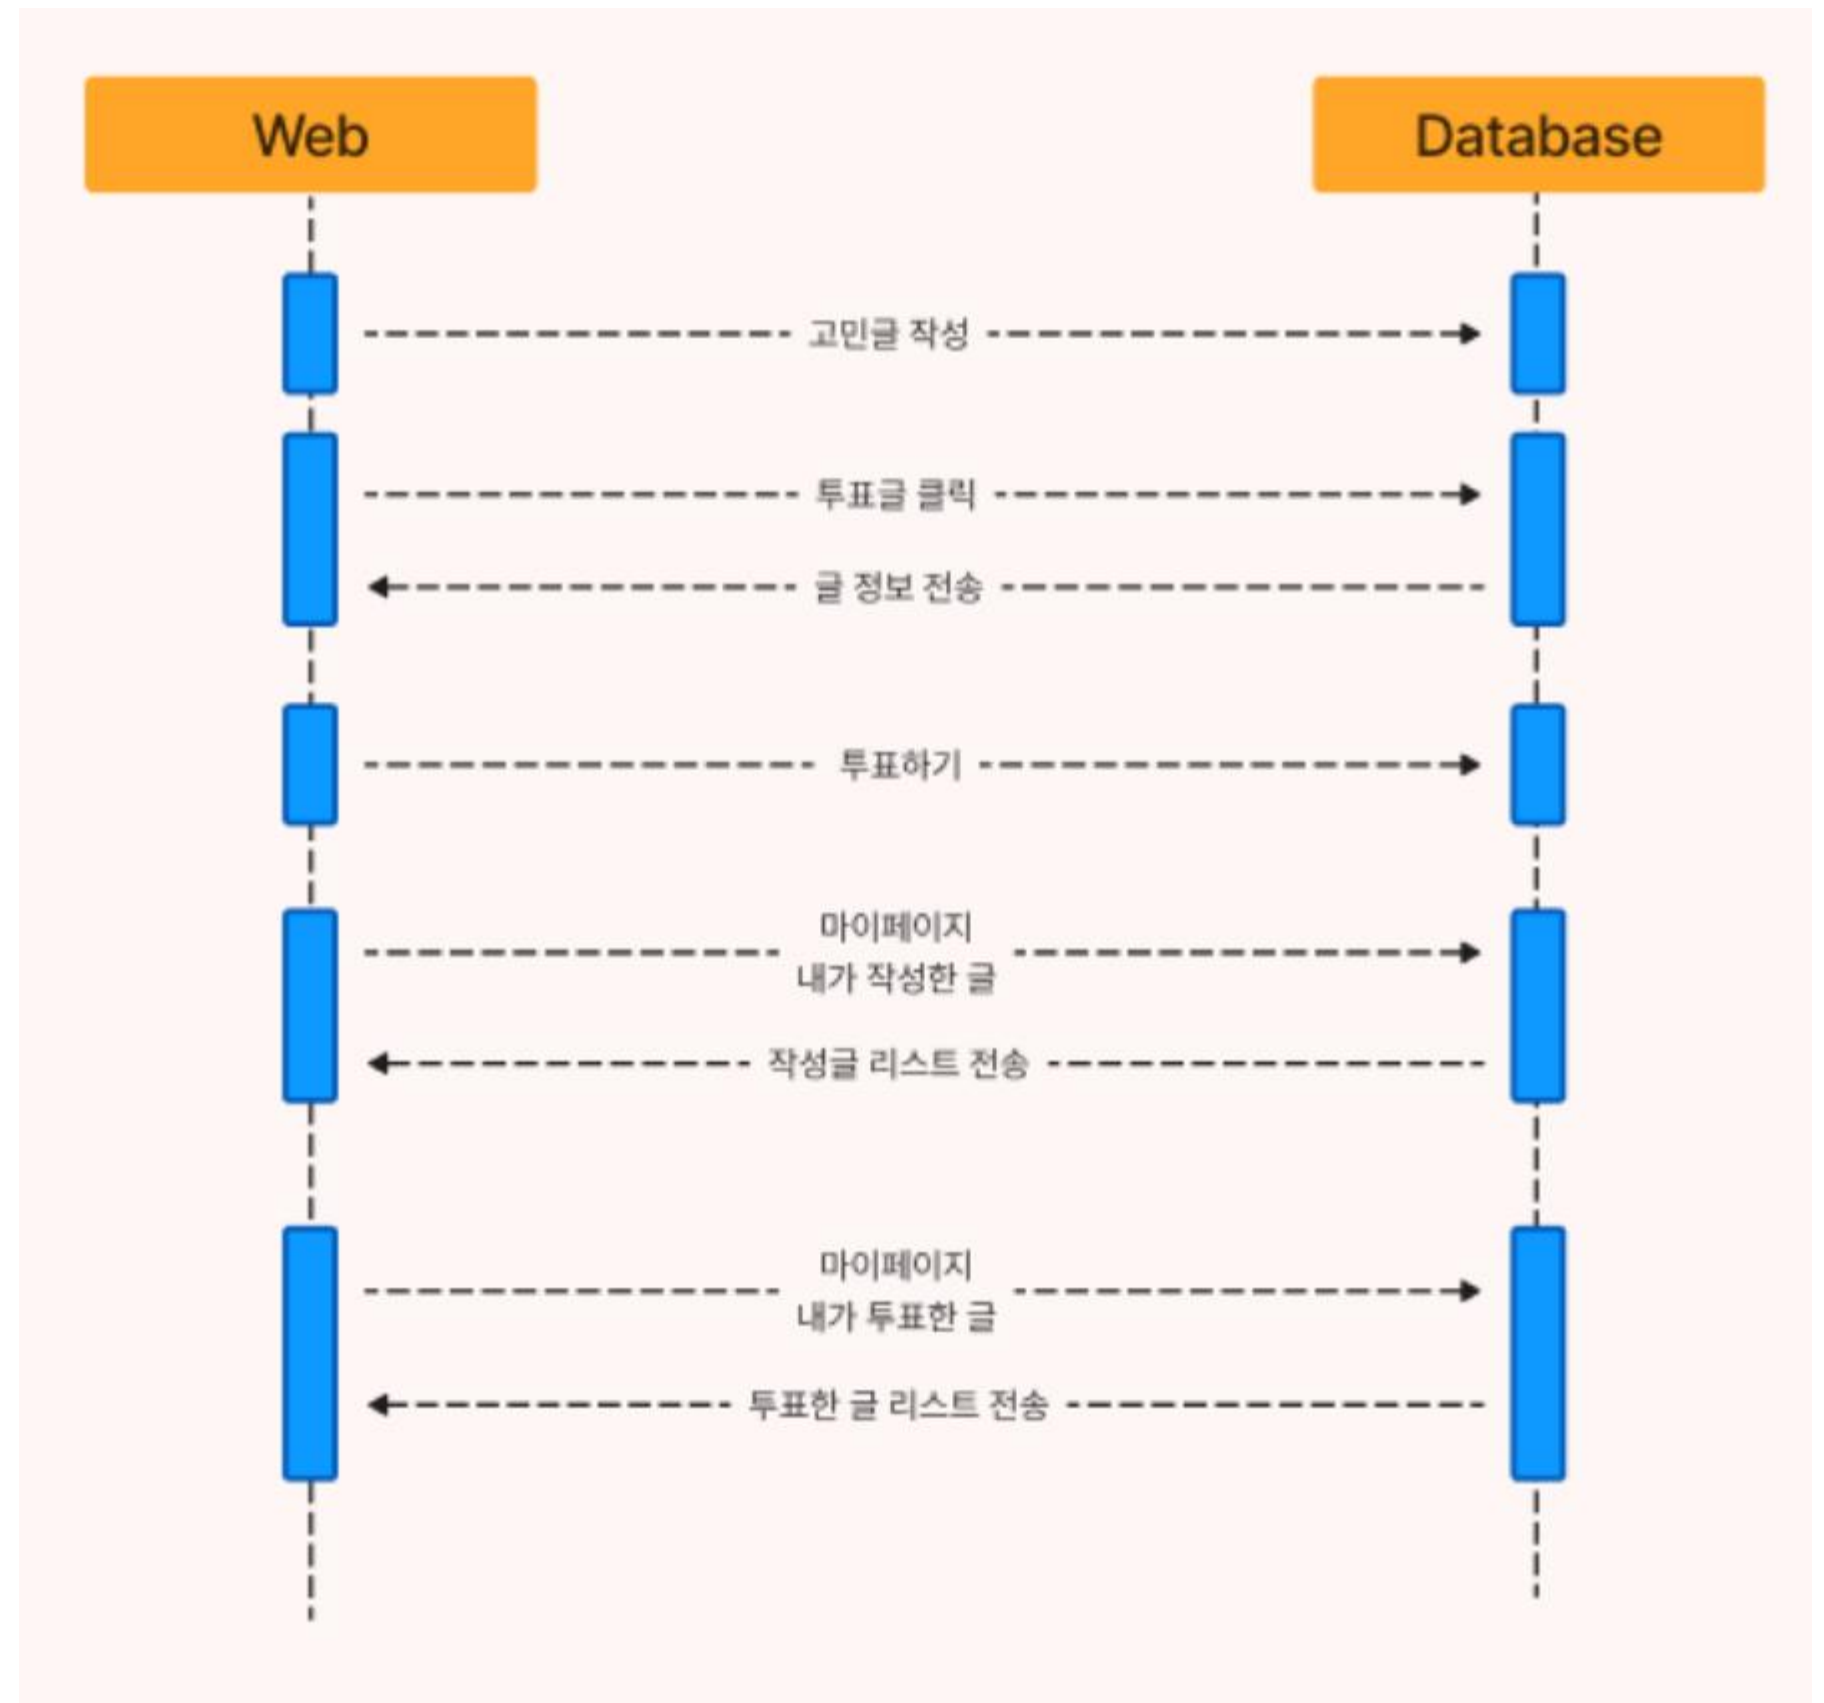 Web
Database
고민글 작성
투표글 클릭
글 정보 전송
투표하기
마이페이지
내가 작성한 글
작성글 리스트 전송
마이페이지
내가 투표한 글
투표한 글 리스트 전송